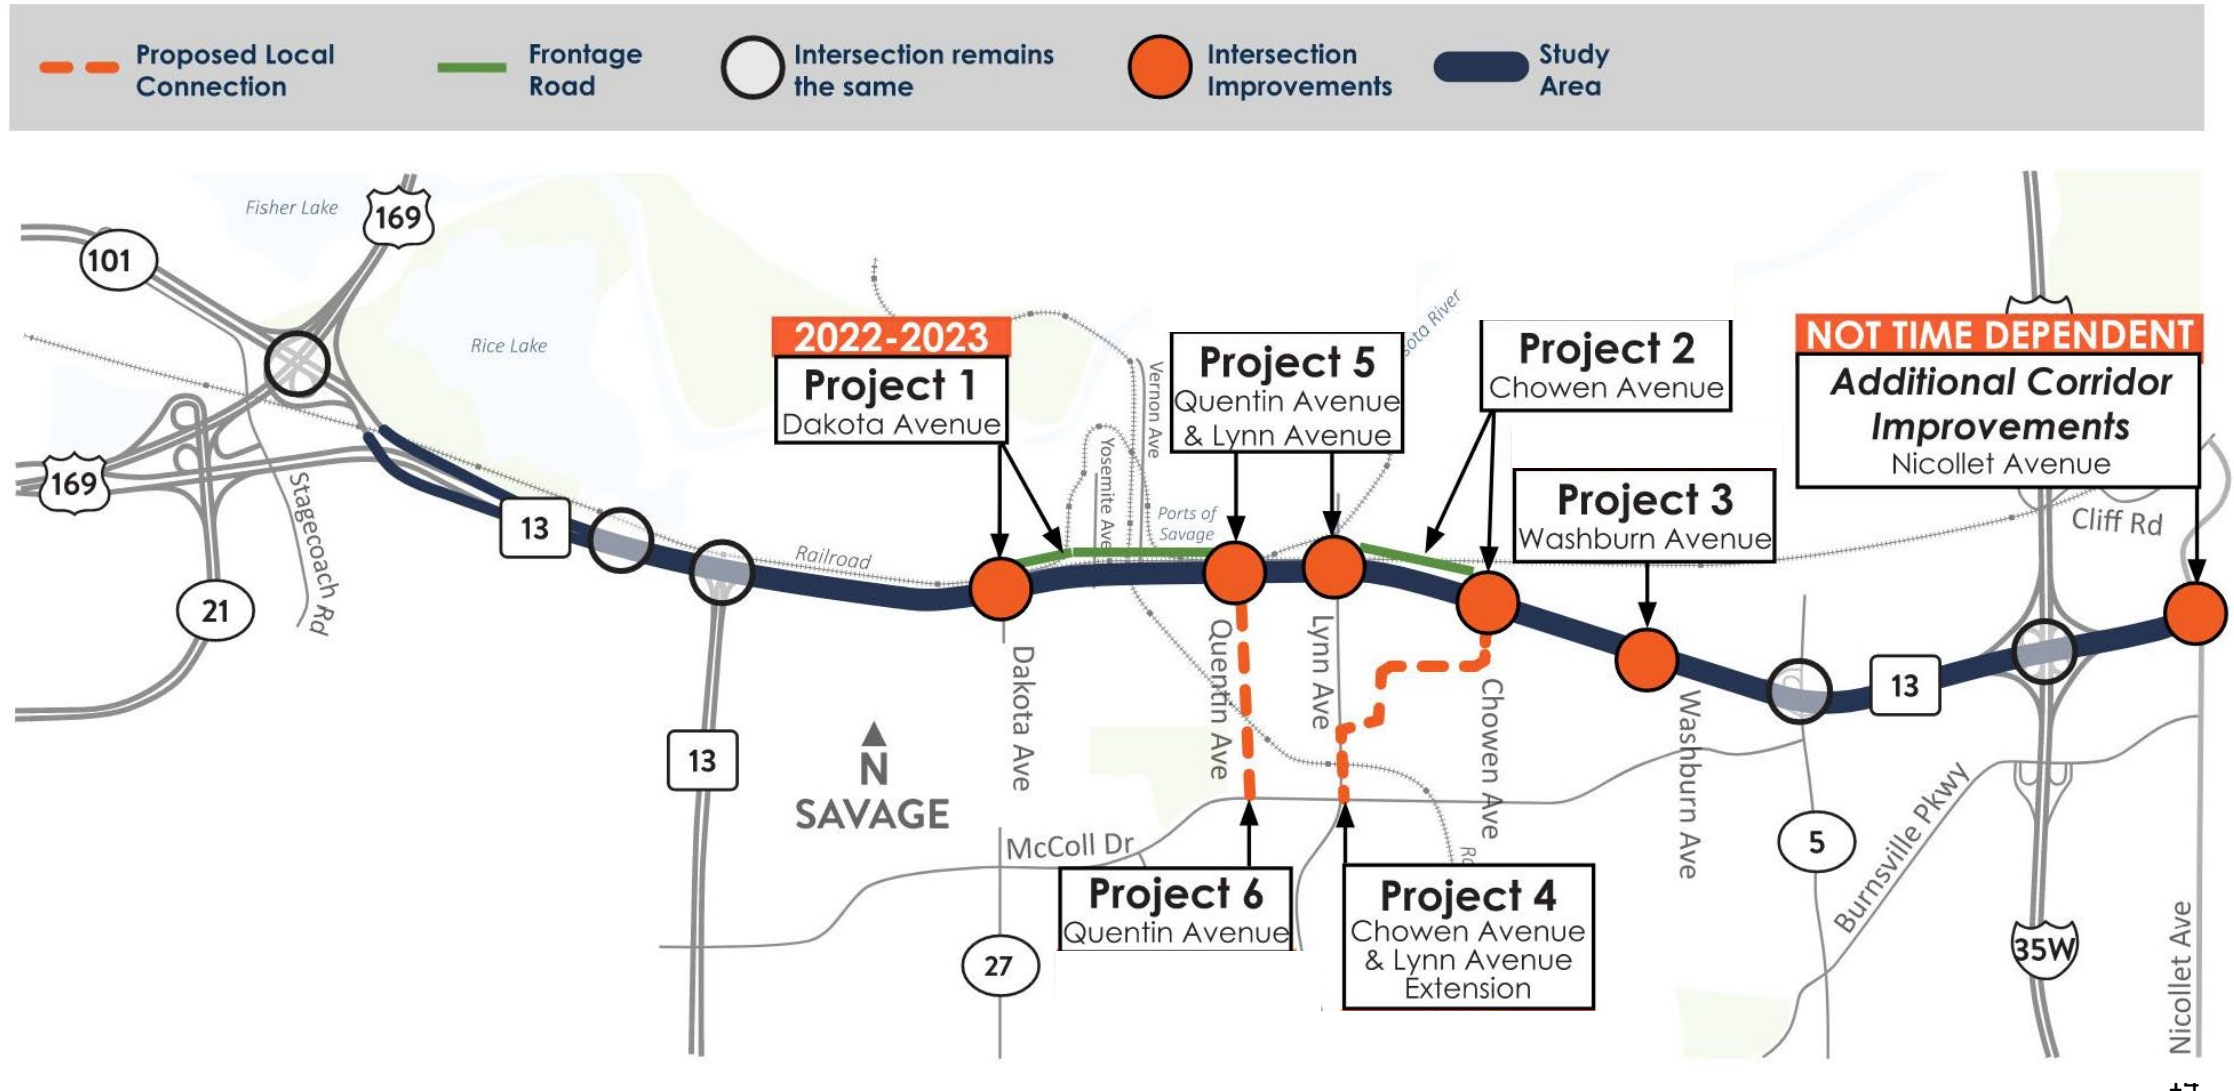 Proposed Local
Connection
Frontage
Road
Intersection remains
the same
Intersection
Improvements
Study
Area
Fisher Lake
169
101
Rice Lake
169
Stagecoach Rd
21
13
13
Railroad
2022-2023
Project 1
Dakota Avenue
Yosemite Ave
Vernon Ave
Ports of
Savage
Project 5
Quentin Avenue
& Lynn Avenue
River
Project 2
Chowen Avenue
Project 3
Washburn Avenue
NOT TIME DEPENDENT
Additional Corridor
Improvements
Nicollet Avenue
Cliff Rd
Dakota Ave
Quentin Ave
Lynn Ave
Chowen Ave
Washburn Ave
13
N
SAVAGE
McColl Dr
27
Project 6
Quentin Avenue
Project 4
Chowen Avenue
& Lynn Avenue
Extension
5
Burnsville Pkwy
35W
Nicollet Ave